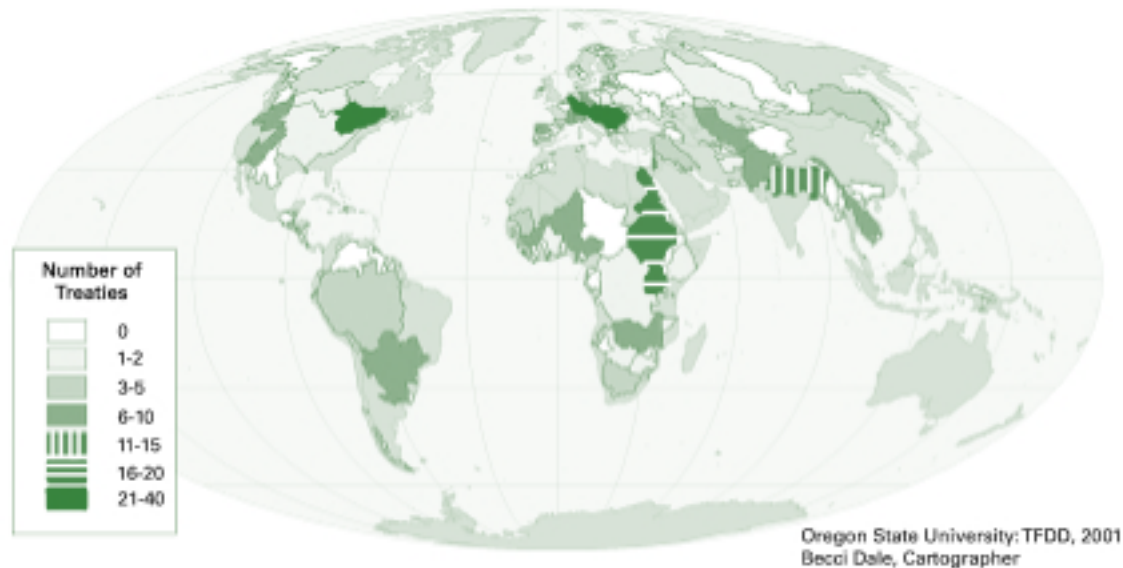 Number of
Treaties
0
1-2
3-5
6-10
11-15
16-20
21-40
Oregon State University: TFDD, 2001
Becci Dale, Cartographer